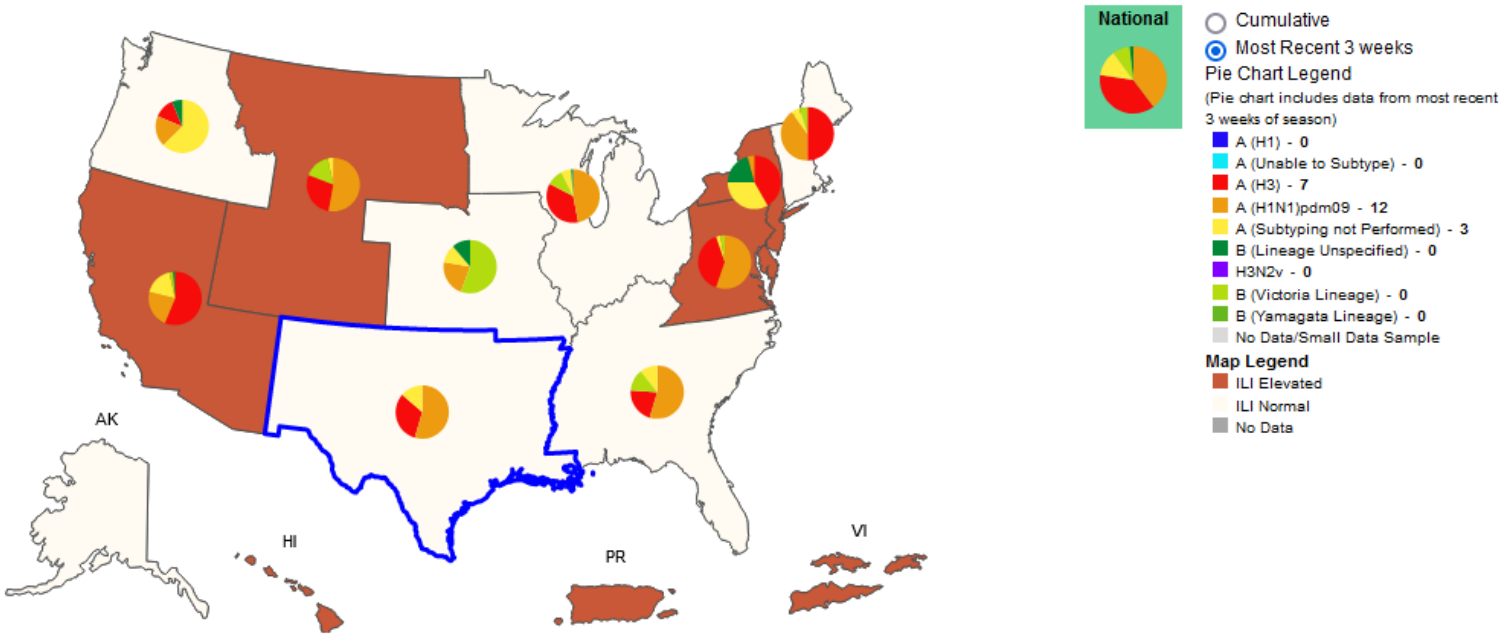 National
Cumulative
Most Recent 3 weeks
Pie Chart Legend
(Pie chart includes data from most recent
3 weeks of season)
A (H1) - 0
A (Unable to Subtype) - 0
A (H3) - 7
A (H1N1)pdm09 - 12
A (Subtyping not Performed) - 3
B (Lineage Unspecified) - 0
H3N2v - 0
B (Victoria Lineage) - 0
B (Yamagata Lineage) - 0
No Data/Small Data Sample
Map Legend
ILI Elevated
ILI Normal
No Data
AK
HI
PR
VI